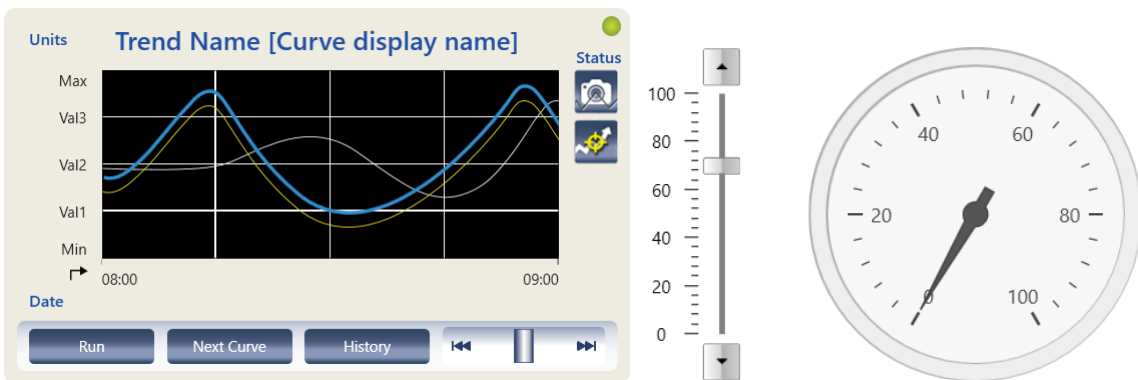 Units
Trend Name [Curve display name]
Status
Max
Val3
Val2
Val1
Min
08:00
09:00
Date
Run
Next Curve
History
100
80
60
40
20
0
0
20
40
60
80
100